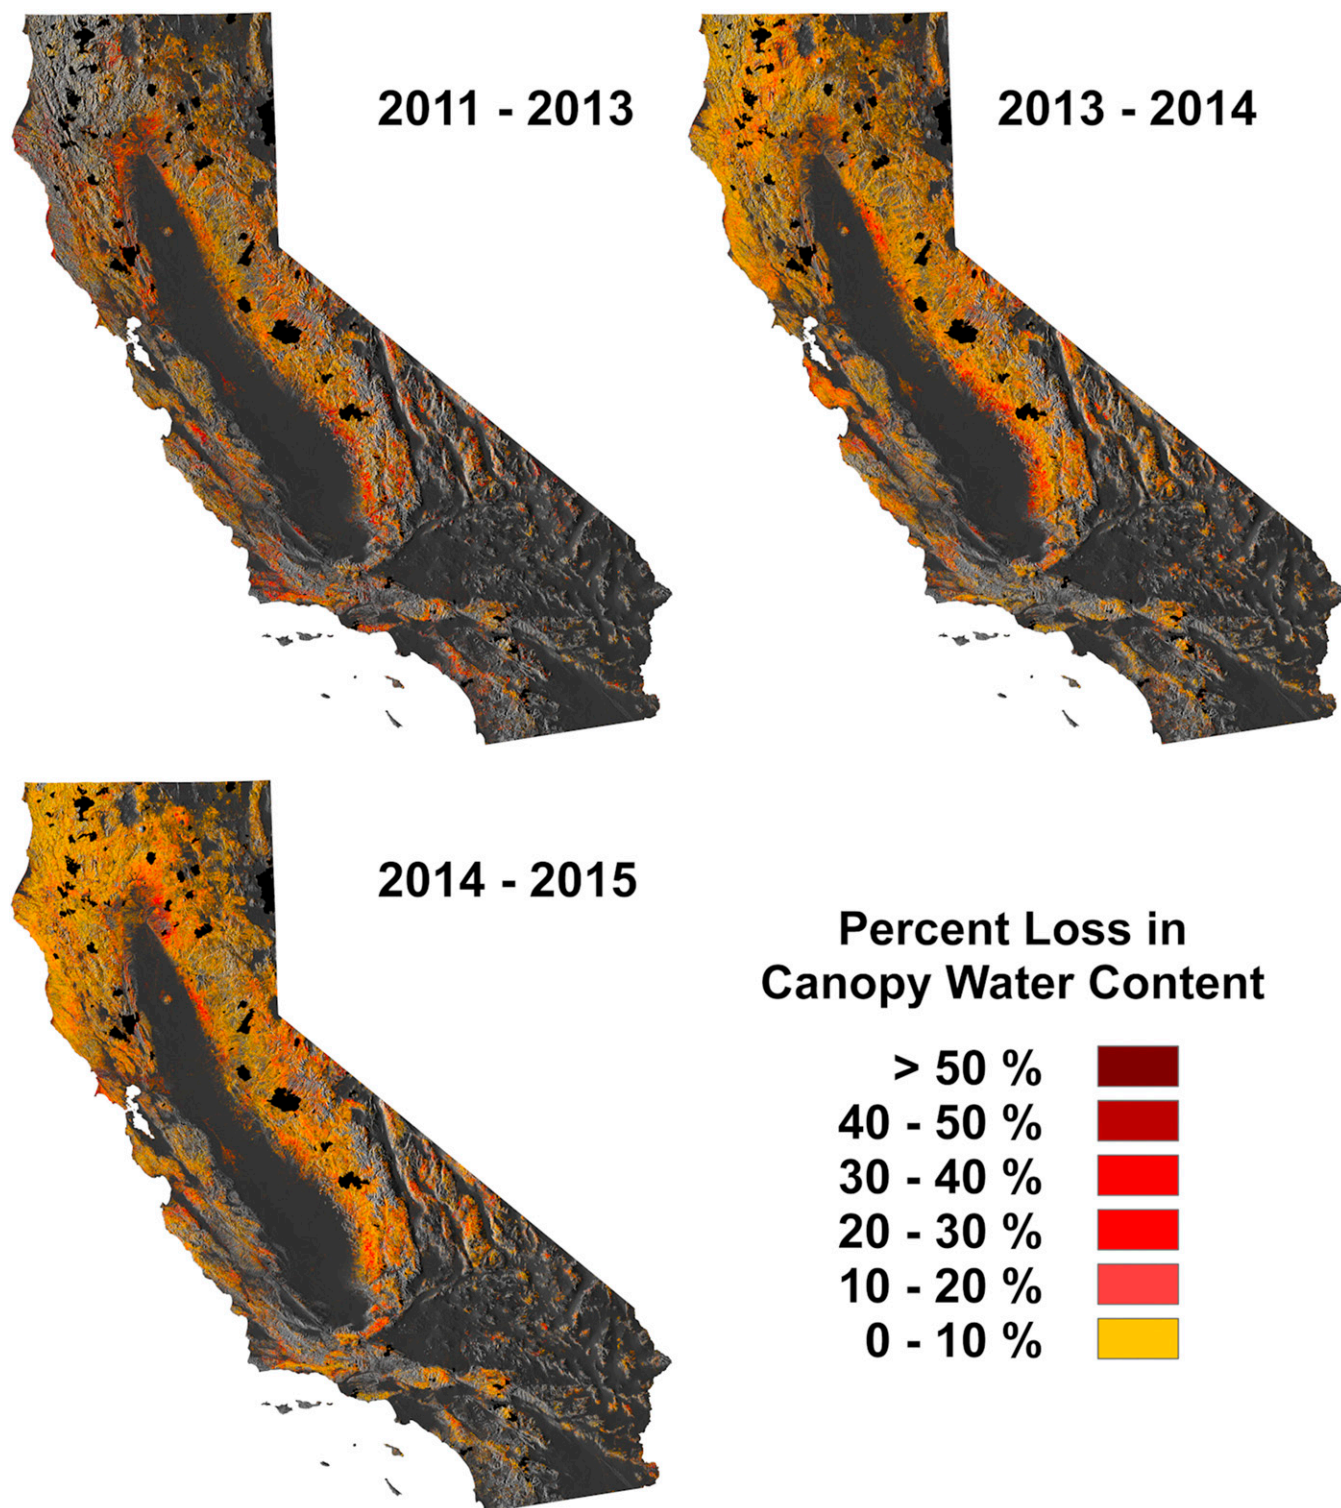 2011 - 2013
2013 - 2014
2014 - 2015
Percent Loss in
Canopy Water Content
> 50 %
40 - 50 %
30 - 40 %
20 - 30 %
10 - 20 %
0 - 10 %